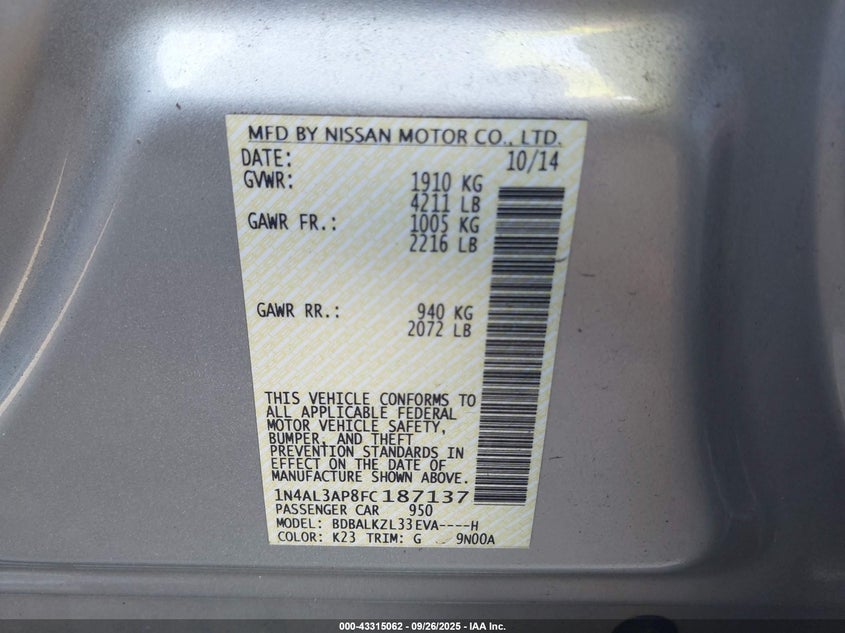 MFD BY NISSAN MOTOR CO., LTD.
DATE: 10/14
GVWR: 1910 KG
4211 LB
GAWR FR.: 1005 KG
2216 LB
GAWR RR.: 940 KG
2072 LB
THIS VEHICLE CONFORMS TO
ALL APPLICABLE FEDERAL
MOTOR VEHICLE SAFETY,
BUMPER, AND THEFT
PREVENTION STANDARDS IN
EFFECT ON THE DATE OF
MANUFACTURE SHOWN ABOVE.
1N4AL3AP8FC187137
PASSENGER CAR 950
MODEL: BDBALKZL33EVA----H
COLOR: K23 TRIM: G 9N00A
000-43315062 - 09/26/2025 - IAA Inc.